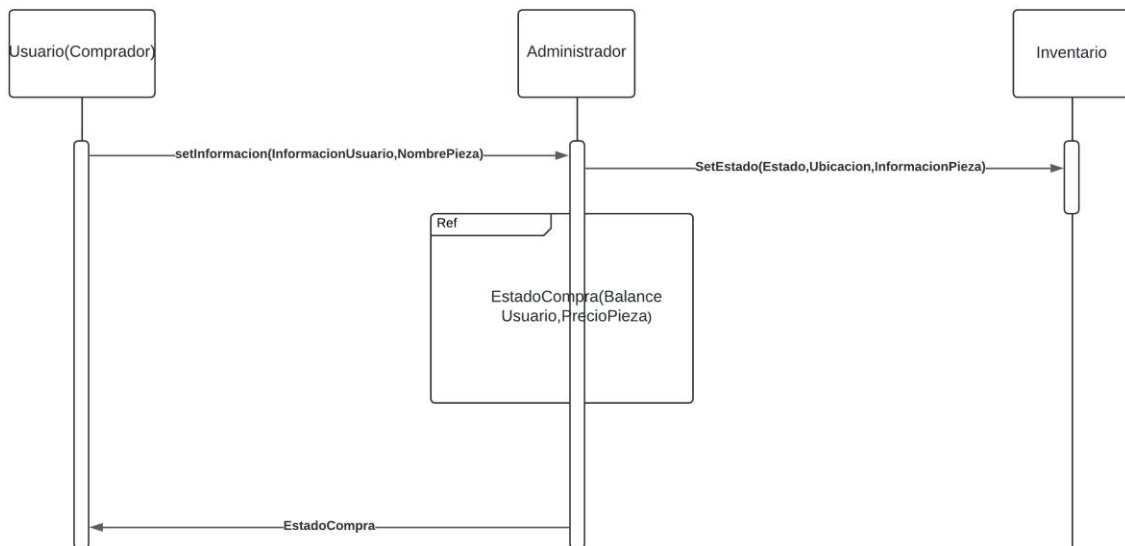 Usuario(Comprador)
Administrador
Inventario
setInformacion(InformacionUsuario,NombrePieza)
SetEstado(Estado,Ubicacion,InformacionPieza)
Ref
EstadoCompra(Balance
Usuario,PrecioPieza)
EstadoCompra